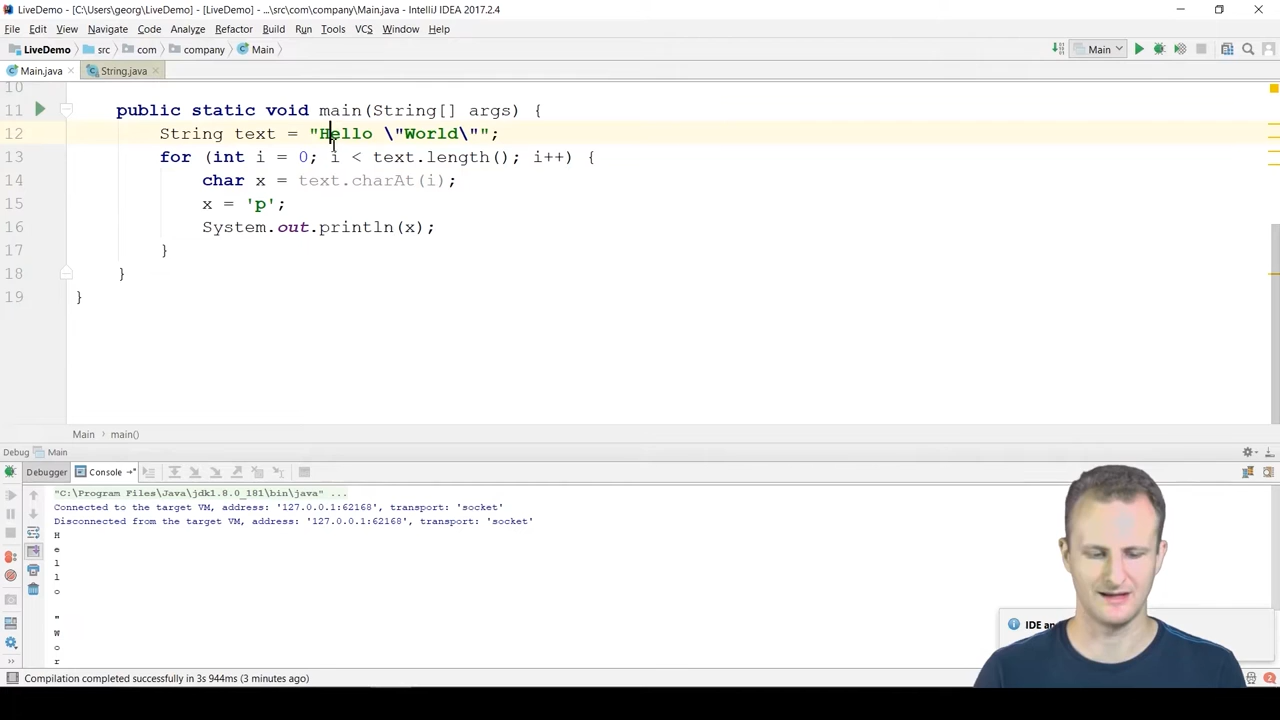 LiveDemo - [C:\Users\georg\LiveDemo] - [LiveDemo] - ...\src\com\company\Main.java - IntelliJ IDEA 2017.2.4
File Edit View Navigate Code Analyze Refactor Build Run Tools VCS Window Help
LiveDemo src com company Main Main
Main.java String.java
10
11 public static void main(String[] args) {
12 String text = "Hello \"World\"";
13 for (int i = 0; i < text.length(); i++) {
14 char x = text.charAt(i);
15 x = 'p';
16 System.out.println(x);
17 }
18 }
19 }
Main main()
Debug Main
Debugger Console
"C:\Program Files\Java\jdk1.8.0_181\bin\java" ...
Connected to the target VM, address: '127.0.0.1:62168', transport: 'socket'
Disconnected from the target VM, address: '127.0.0.1:62168', transport: 'socket'
H
e
l
l
o
"
W
o
r
IDE
Compilation completed successfully in 3s 944ms (3 minutes ago)
2